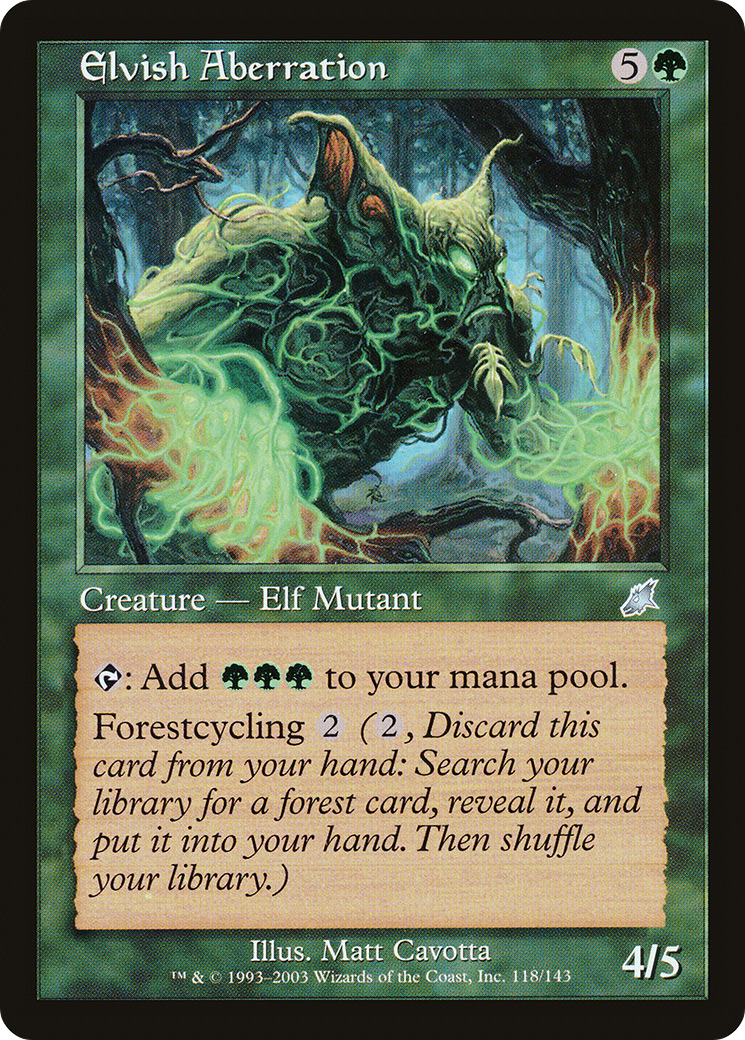 Elvish Aberration 5
Creature — Elf Mutant
: Add to your mana pool.
Forestcycling 2 (2, Discard this
card from your hand: Search your
library for a forest card, reveal it, and
put it into your hand. Then shuffle
your library.)
Illus. Matt Cavotta
™ & © 1993–2003 Wizards of the Coast, Inc. 118/143
4/5